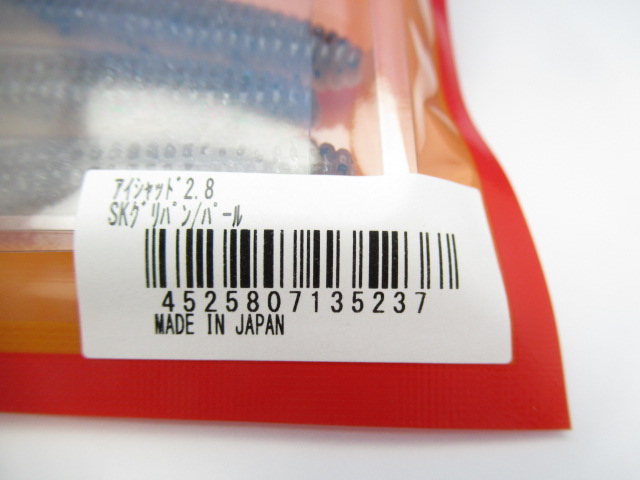 ｱｲｼｬｯﾄﾞ2.8
SKｸﾞﾘﾊﾟﾝ/ﾊﾟｰﾙ
4525807135237
MADE IN JAPAN